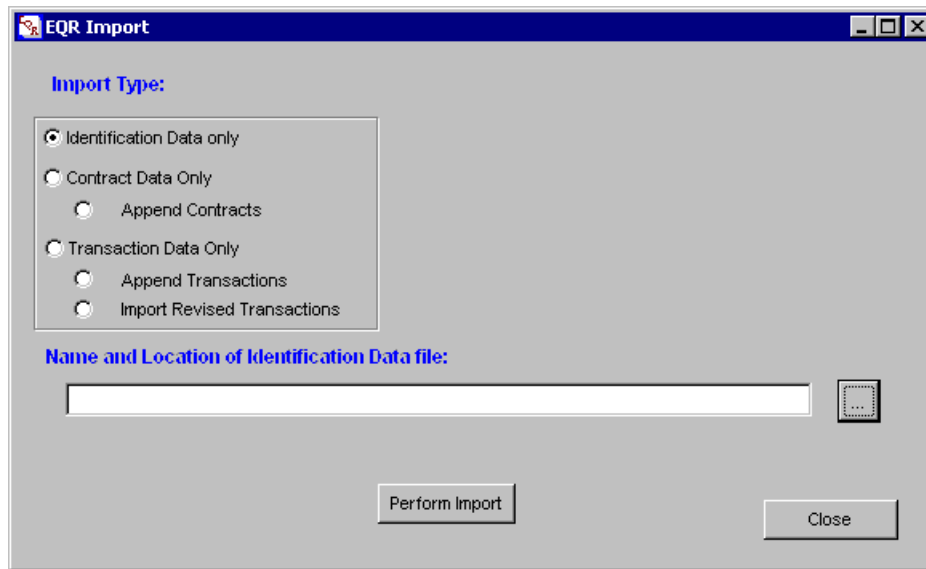 EQR Import
Import Type:
Identification Data only
Contract Data Only
Append Contracts
Transaction Data Only
Append Transactions
Import Revised Transactions
Name and Location of Identification Data file:
...
Perform Import
Close